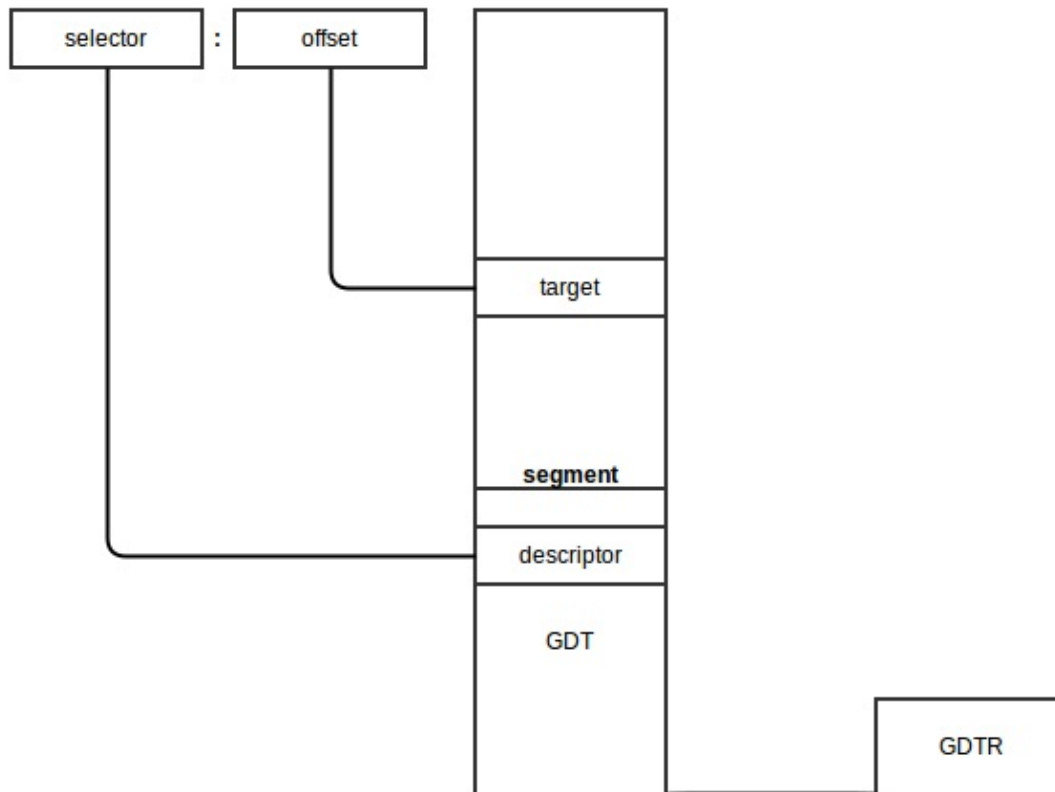 selector : offset
target
segment
descriptor
GDT
GDTR